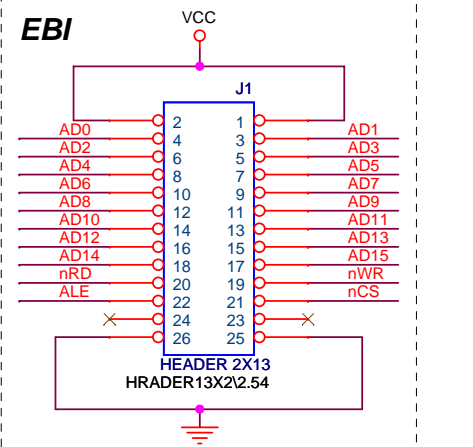 EBI
VCC
J1
2 1
AD0 4 3 AD1
AD2 6 5 AD3
AD4 8 7 AD5
AD6 10 9 AD7
AD8 12 11 AD9
AD10 14 13 AD11
AD12 16 15 AD13
AD14 18 17 AD15
nRD 20 19 nWR
ALE 22 21 nCS
24 23
26 25
HEADER 2X13
HRADER13X2\2.54